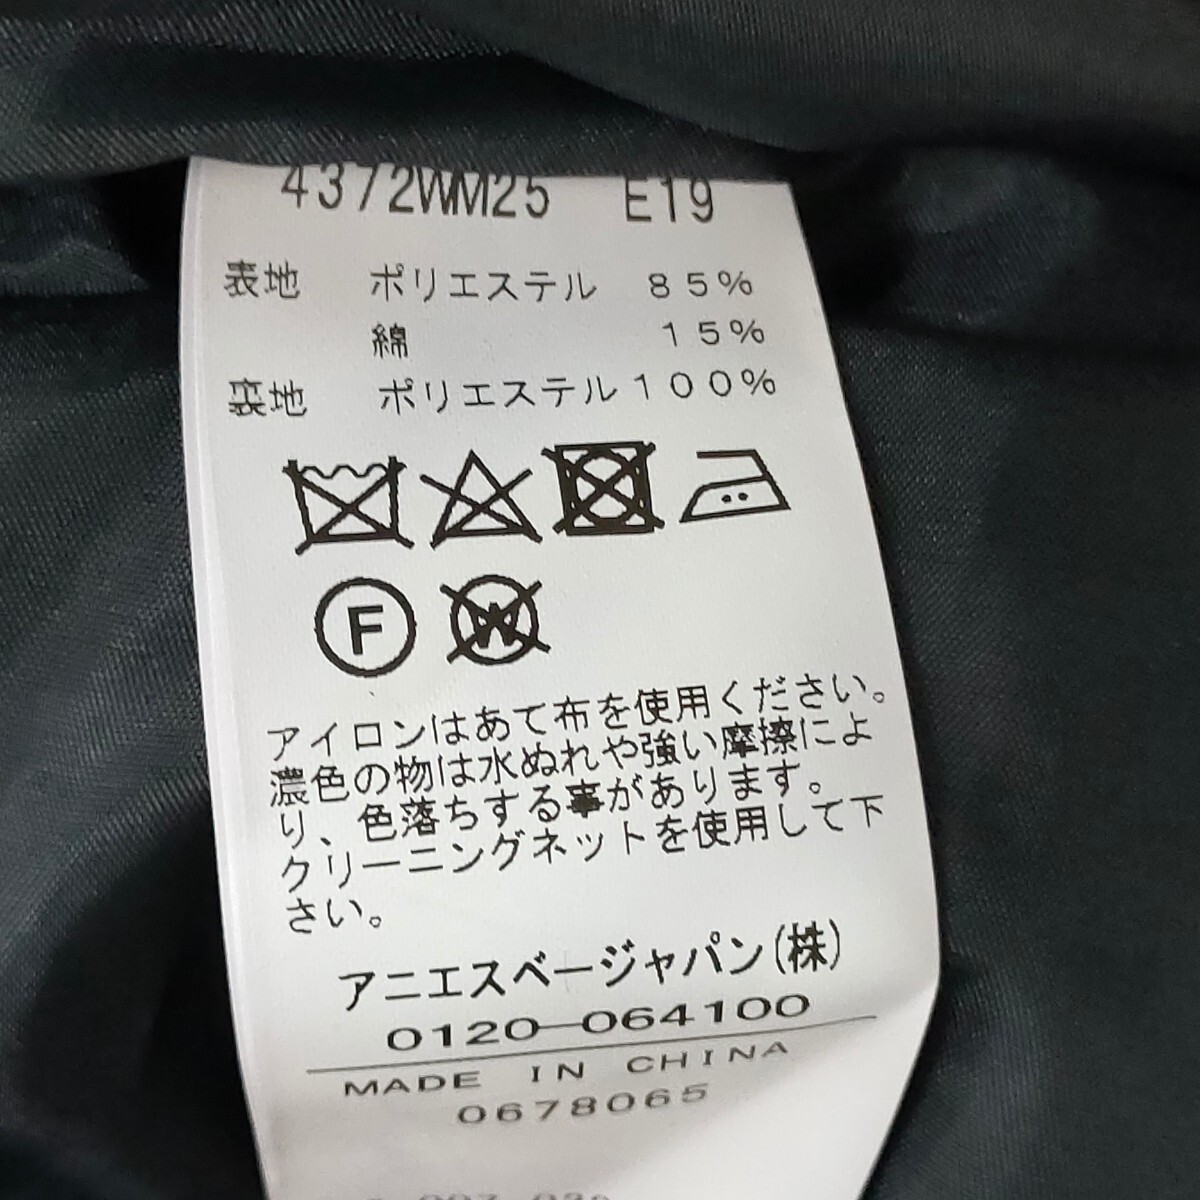 4372WM25 E19
表地 ポリエステル 85%
綿 15%
裏地 ポリエステル100%
F
W
アイロンはあて布を使用ください。
濃色の物は水ぬれや強い摩擦によ
り、色落ちする事があります。
クリーニングネットを使用して下
さい。
アニエスベージャパン(株)
0120-064100
MADE IN CHINA
0678065